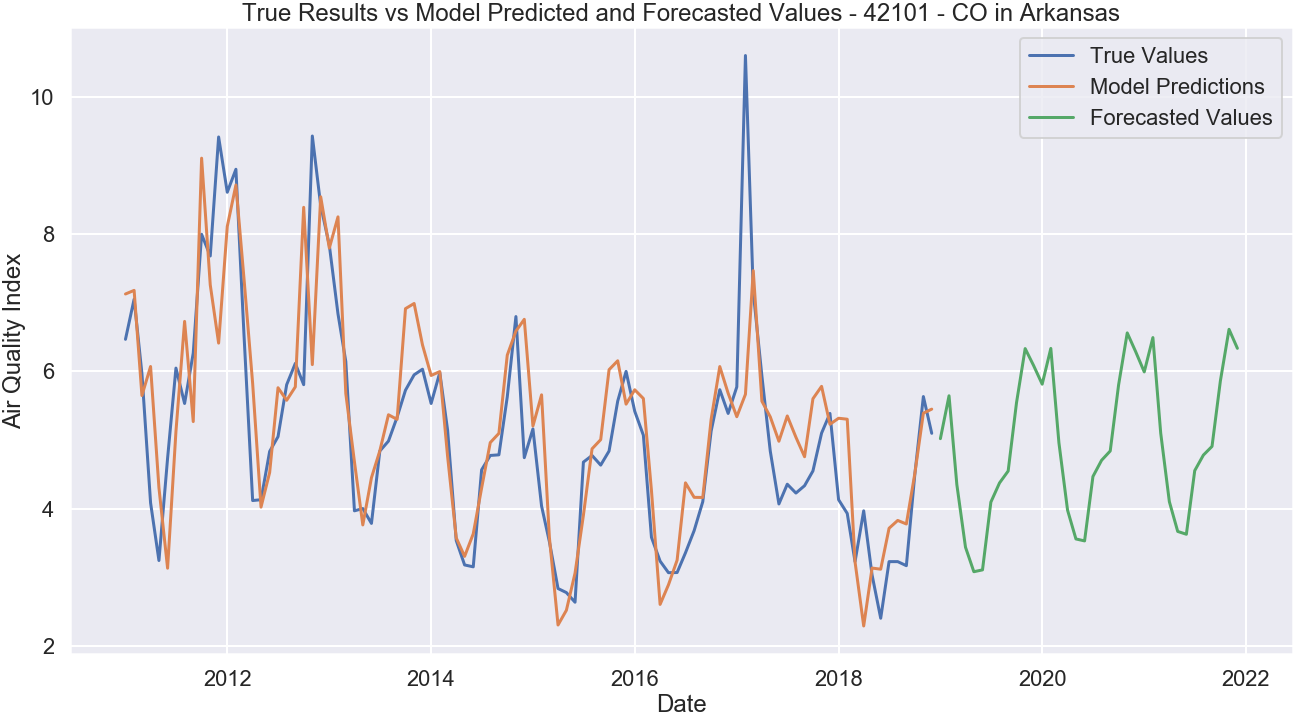 True Results vs Model Predicted and Forecasted Values - 42101 - CO in Arkansas
True Values
Model Predictions
Forecasted Values
Air Quality Index
10
8
6
4
2
2012 2014 2016 2018 2020 2022
Date